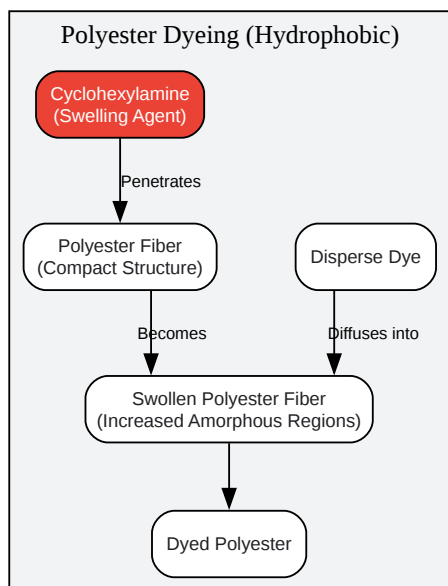 Polyester Dyeing (Hydrophobic)
Cyclohexylamine
(Swelling Agent)
Penetrates
Polyester Fiber
(Compact Structure)
Disperse Dye
Becomes
Diffuses into
Swollen Polyester Fiber
(Increased Amorphous Regions)
Dyed Polyester